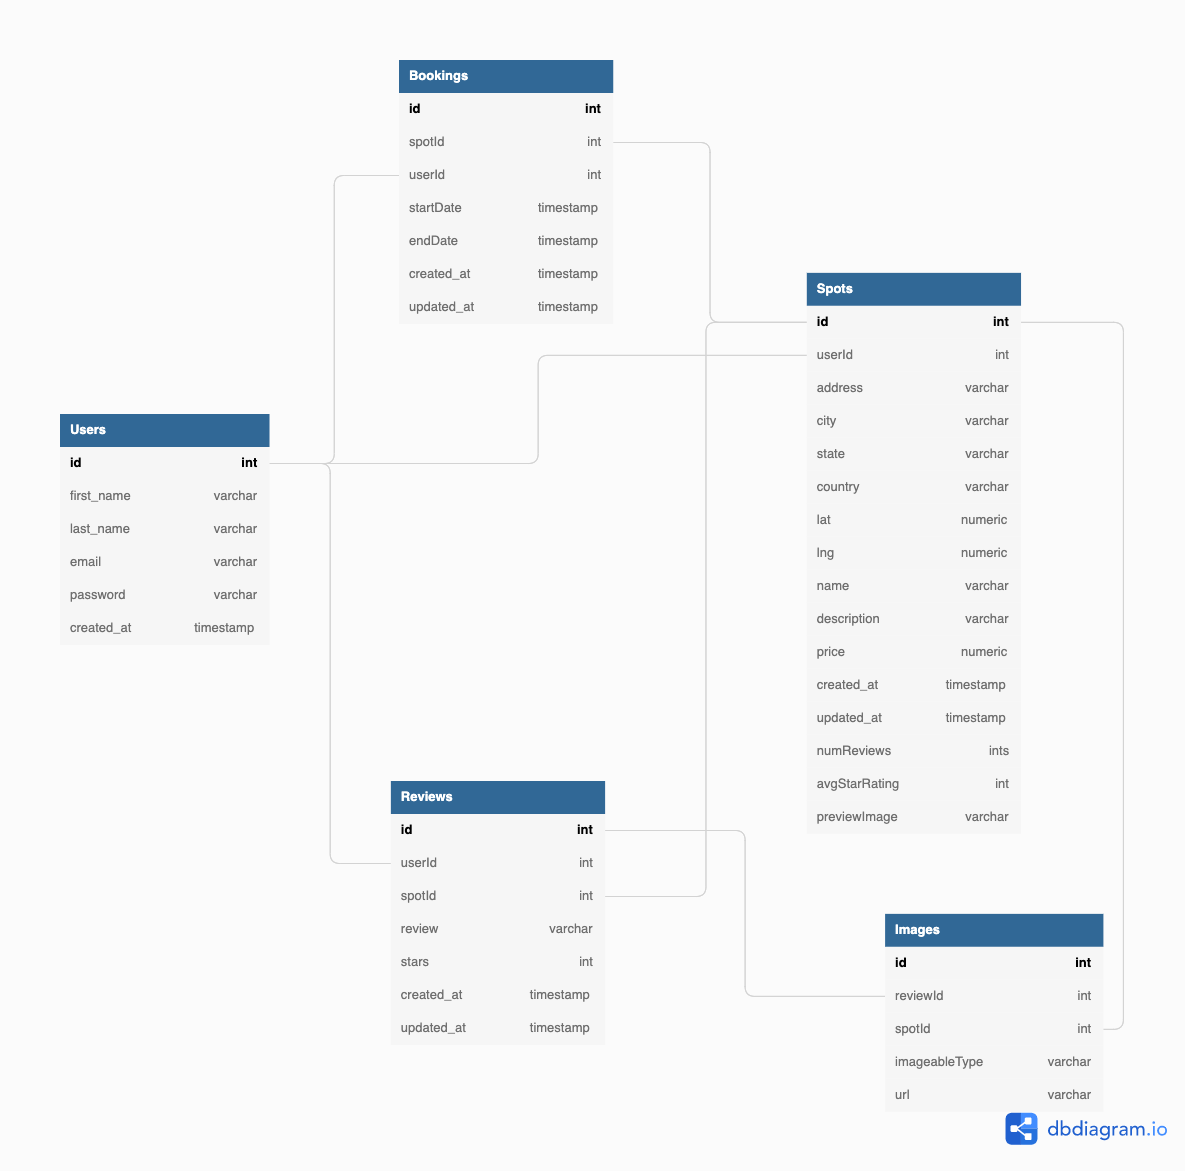 Bookings
id int
spotId int
userId int
startDate timestamp
endDate timestamp
created_at timestamp
updated_at timestamp
Spots
id int
userId int
address varchar
city varchar
state varchar
country varchar
lat numeric
lng numeric
name varchar
description varchar
price numeric
created_at timestamp
updated_at timestamp
numReviews ints
avgStarRating int
previewImage varchar
Users
id int
first_name varchar
last_name varchar
email varchar
password varchar
created_at timestamp
Reviews
id int
userId int
spotId int
review varchar
stars int
created_at timestamp
updated_at timestamp
Images
id int
reviewId int
spotId int
imageableType varchar
url varchar
dbdiagram.io